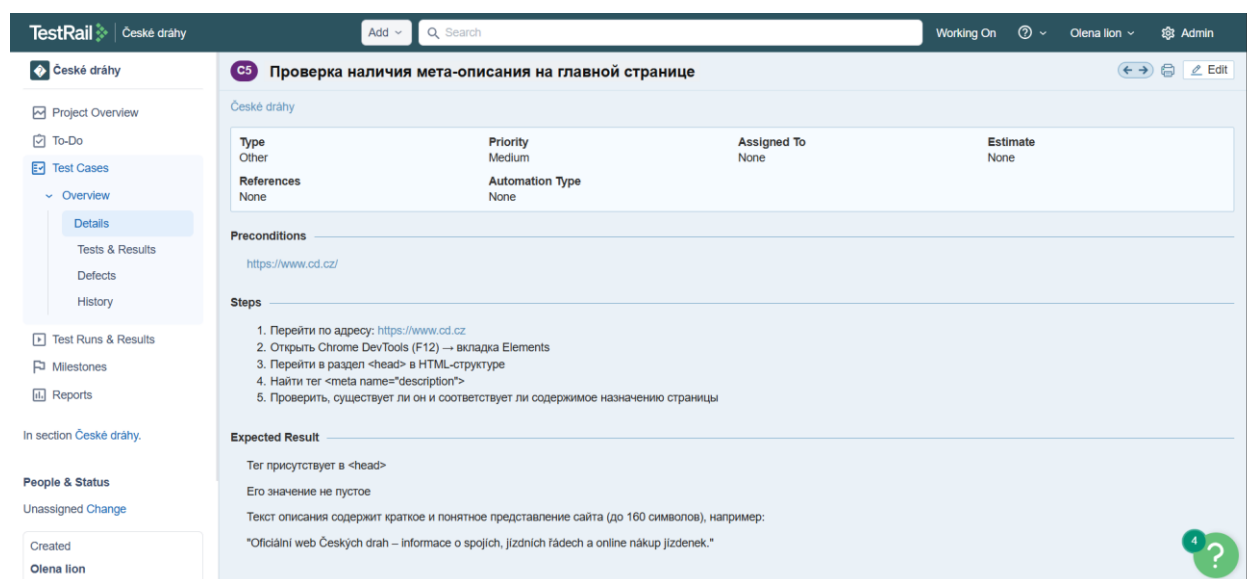 TestRail České dráhy Add Search Working On Olena lion Admin
České dráhy
Project Overview
To-Do
Test Cases
Overview
Details
Tests & Results
Defects
History
Test Runs & Results
Milestones
Reports
In section České dráhy.
People & Status
Unassigned Change
Created
Olena lion
C5 Проверка наличия мета-описания на главной странице
Edit
České dráhy
Type Priority Assigned To Estimate
Other Medium None None
References Automation Type
None None
Preconditions
https://www.cd.cz/
Steps
1. Перейти по адресу: https://www.cd.cz
2. Открыть Chrome DevTools (F12) → вкладка Elements
3. Перейти в раздел <head> в HTML-структуре
4. Найти тег <meta name="description">
5. Проверить, существует ли он и соответствует ли содержимое назначению страницы
Expected Result
Тег присутствует в <head>
Его значение не пустое
Текст описания содержит краткое и понятное представление сайта (до 160 символов), например:
"Oficiální web Českých drah – informace o spojích, jízdních řádech a online nákup jízdenek."
4
?